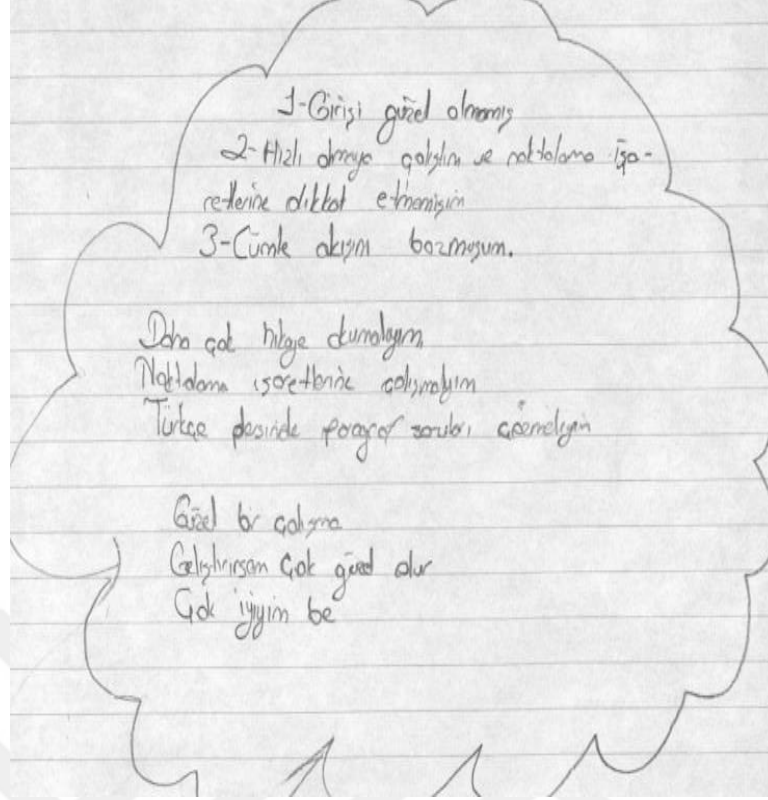 1-Girişi güzel olmamış
2-Hızlı olmaya çalıştım ve noktalama işa-
retlerine dikkat etmemişim
3-Cümle akışını bozmuşum.
Daha çok hikaye okumalıyım
Noktalama işaretlerine çalışmalıyım
Türkçe dersinde paragraf soruları çözmeliyim
Güzel bir çalışma
Geliştirirsem çok güzel olur
Çok iyiyim be